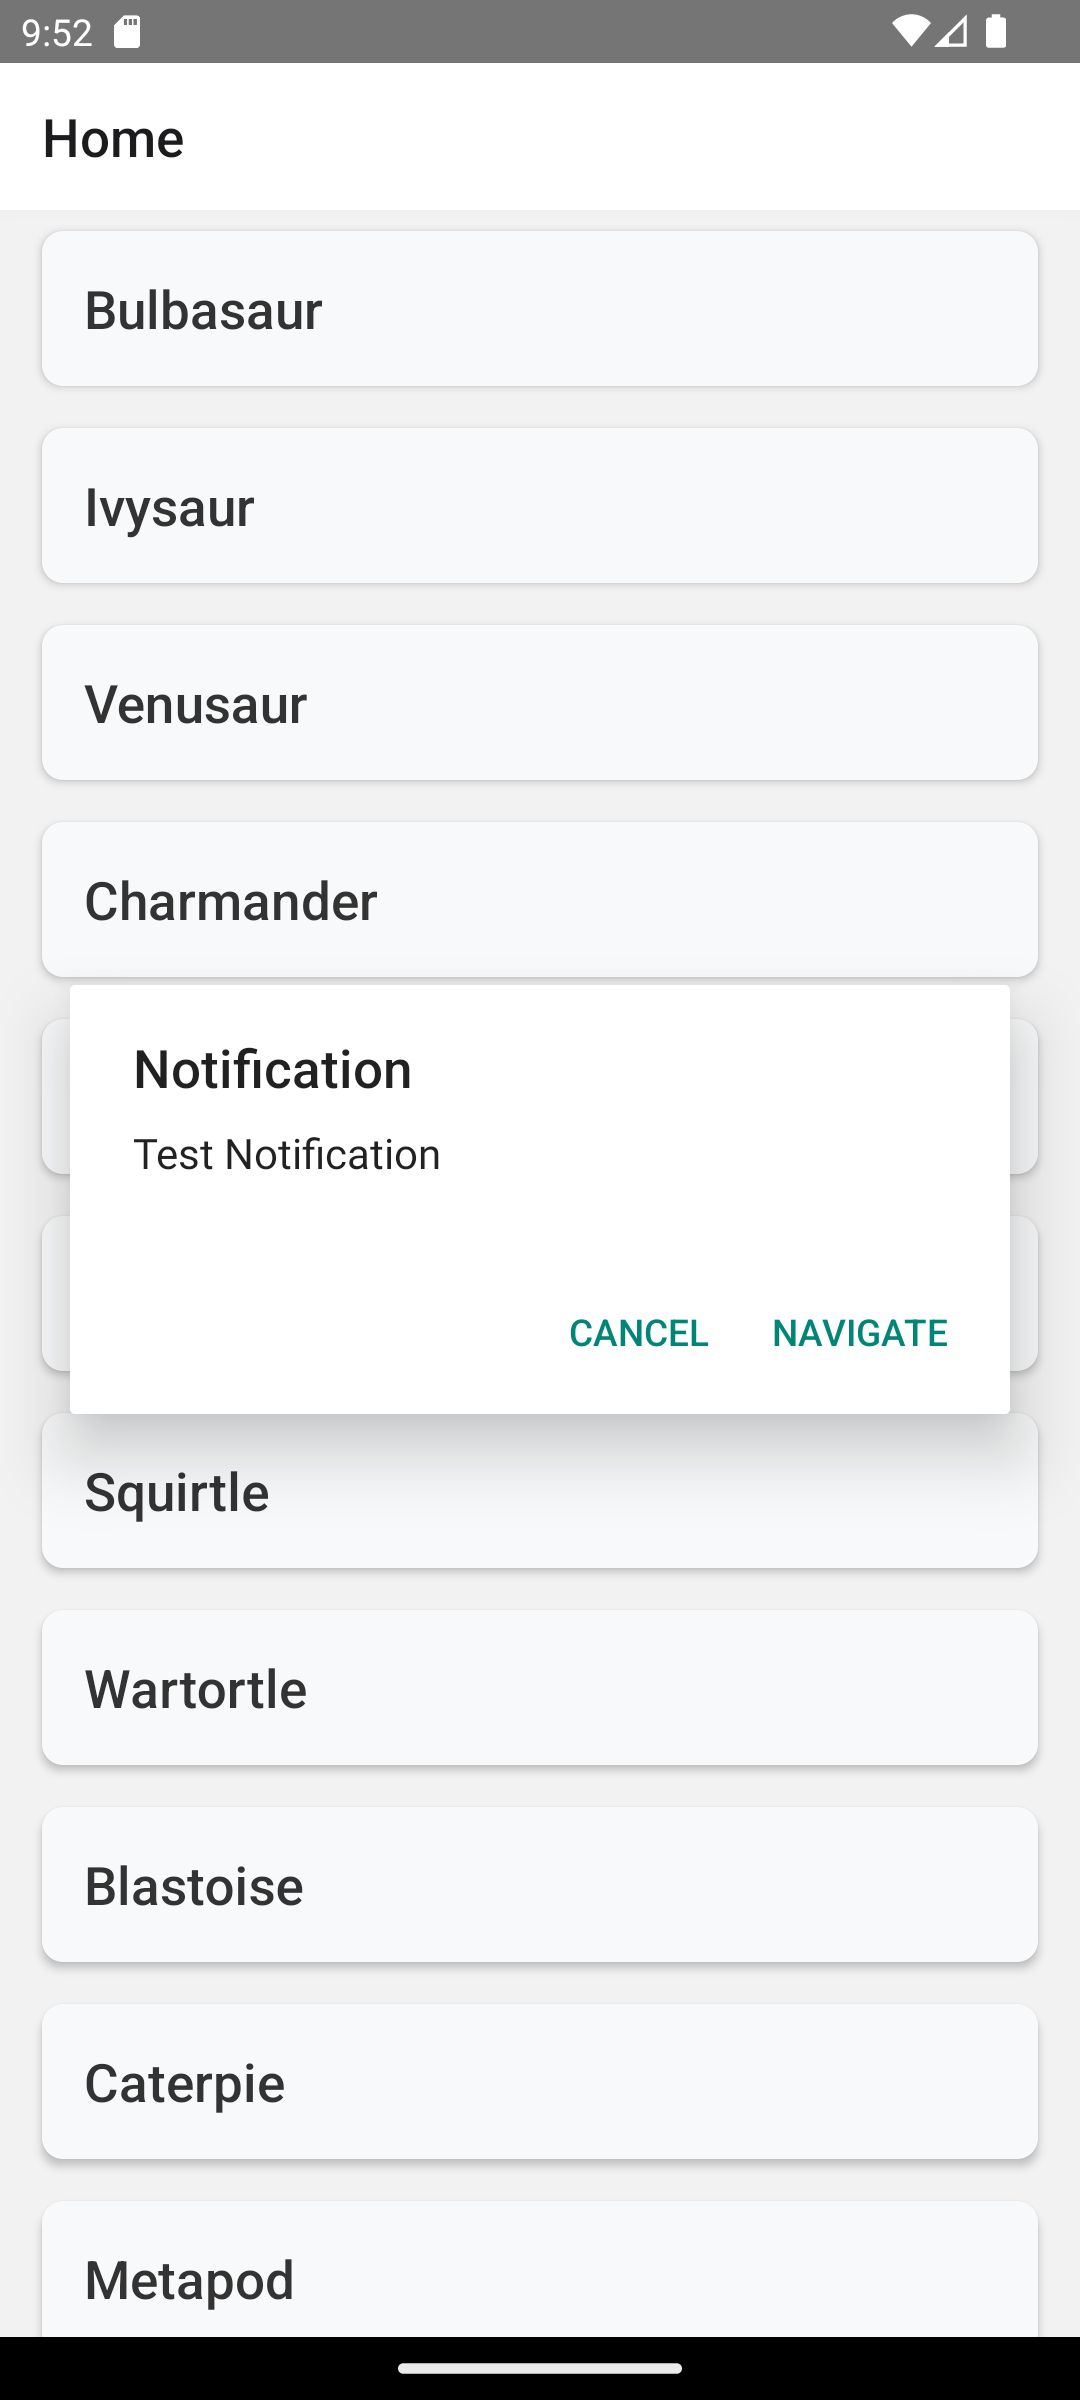 9:52
Home
Bulbasaur
Ivysaur
Venusaur
Charmander
Notification
Test Notification
CANCEL NAVIGATE
Squirtle
Wartortle
Blastoise
Caterpie
Metapod